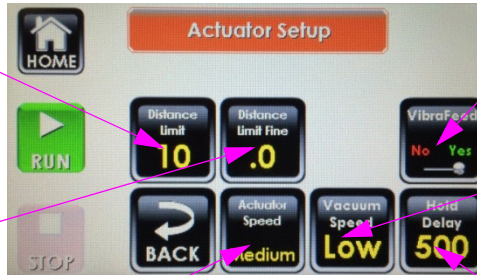 Actuator Setup
HOME
Distance
Limit
10
Distance
Limit Fine
.0
VibraFeed
No Yes
RUN
BACK
Actuator
Speed
Medium
Vacuum
Speed
Low
Hold
Delay
500
STOP